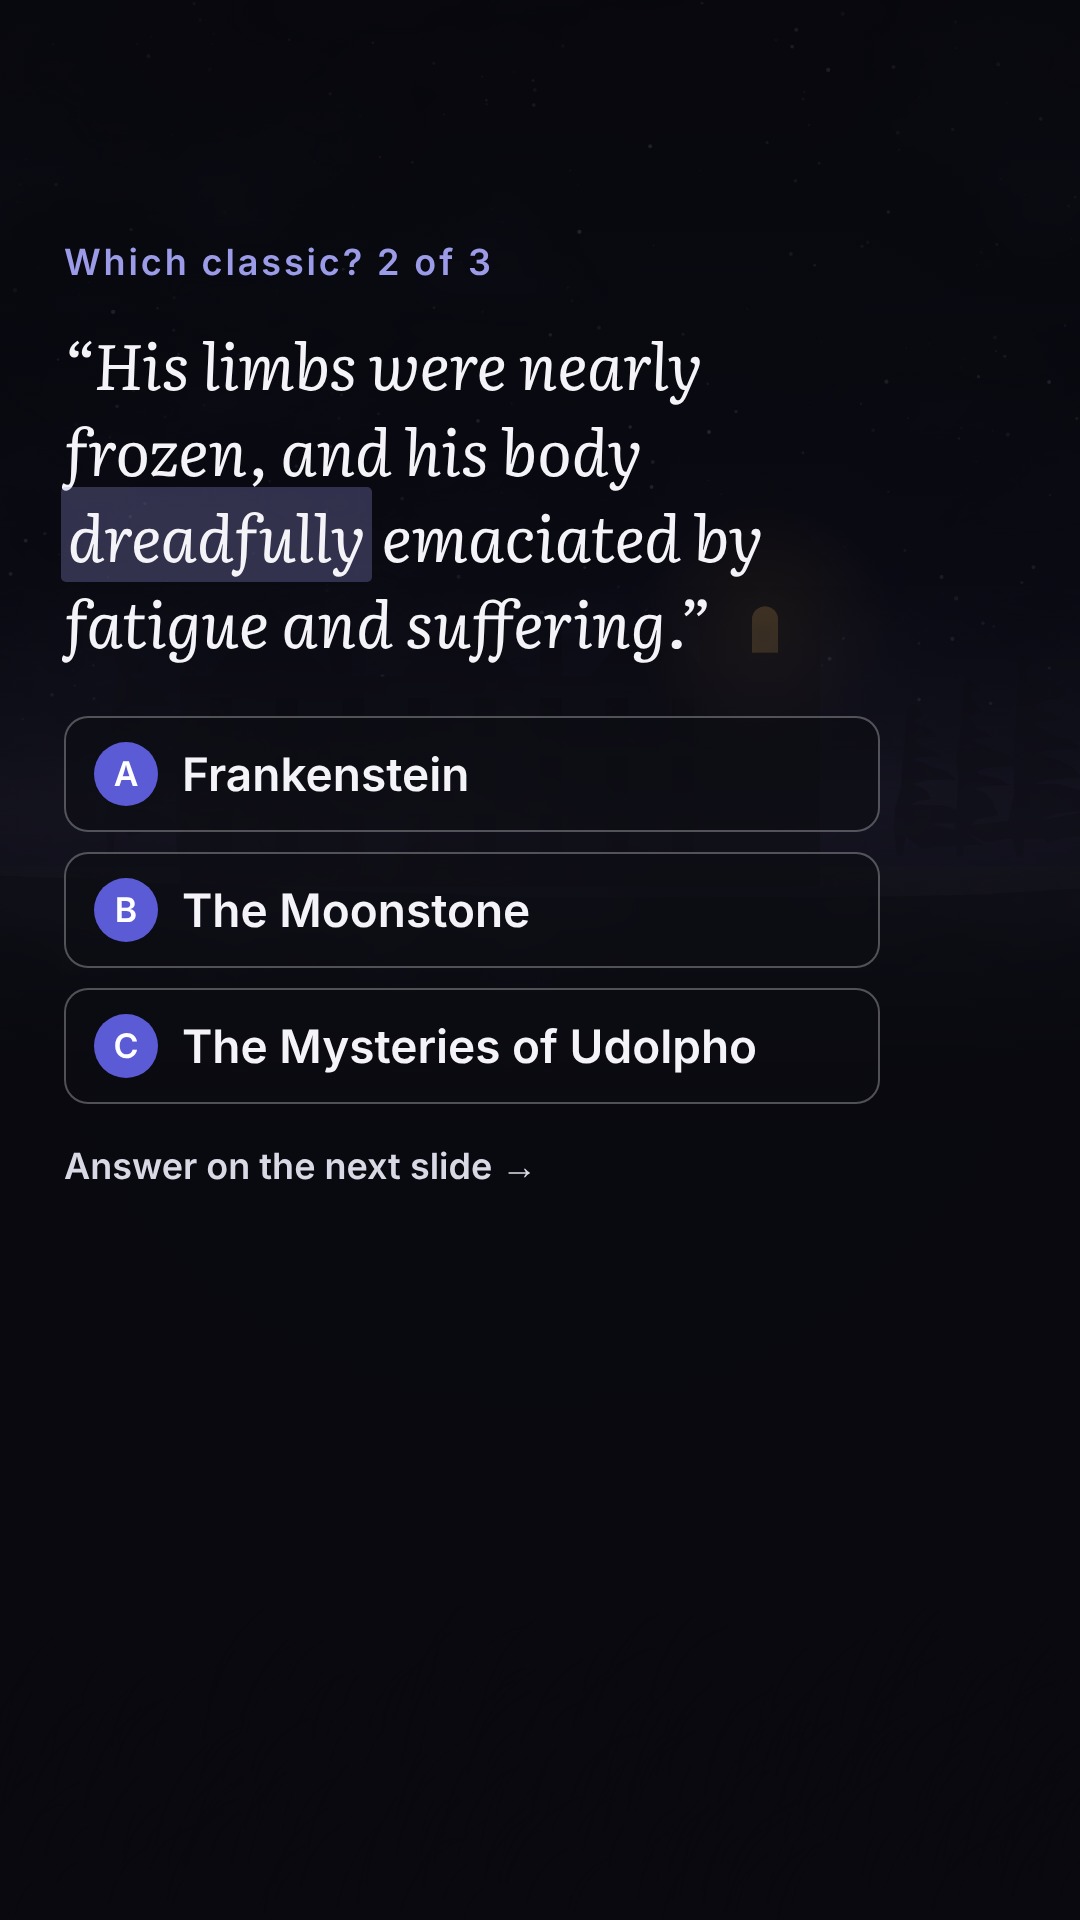 Which classic? 2 of 3
“His limbs were nearly
frozen, and his body
dreadfully emaciated by
fatigue and suffering.”
A Frankenstein
B The Moonstone
C The Mysteries of Udolpho
Answer on the next slide →